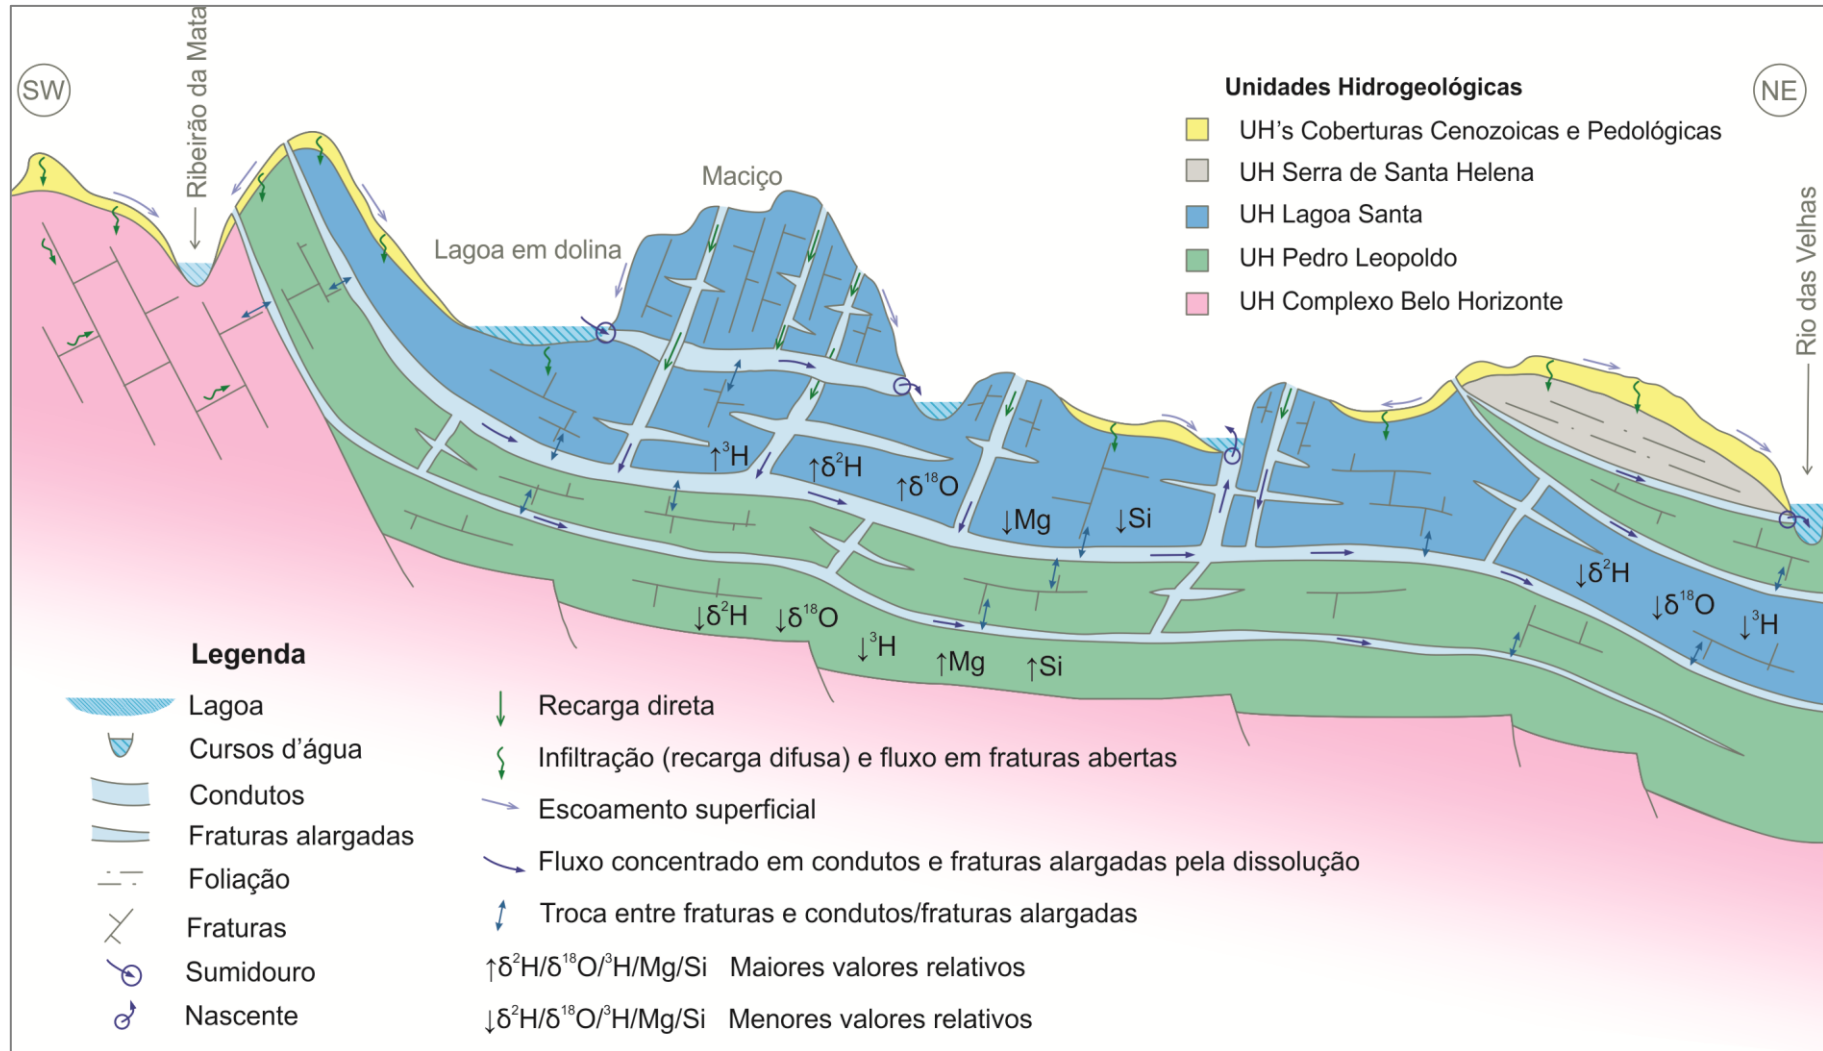 SW
Ribeirão da Mata
Maciço
Lagoa em dolina
Unidades Hidrogeológicas
UH's Coberturas Cenozoicas e Pedológicas
UH Serra de Santa Helena
UH Lagoa Santa
UH Pedro Leopoldo
UH Complexo Belo Horizonte
NE
Rio das Velhas
↑³H
↑δ²H
↑δ¹⁸O
↓Mg
↓Si
↓δ²H
↓δ¹⁸O
↓³H
↓δ²H
↓δ¹⁸O
↓³H
↑Mg
↑Si
Legenda
Lagoa
Cursos d'água
Condutos
Fraturas alargadas
Foliação
Fraturas
Sumidouro
Nascente
Recarga direta
Infiltração (recarga difusa) e fluxo em fraturas abertas
Escoamento superficial
Fluxo concentrado em condutos e fraturas alargadas pela dissolução
Troca entre fraturas e condutos/fraturas alargadas
↑δ²H/δ¹⁸O/³H/Mg/Si Maiores valores relativos
↓δ²H/δ¹⁸O/³H/Mg/Si Menores valores relativos